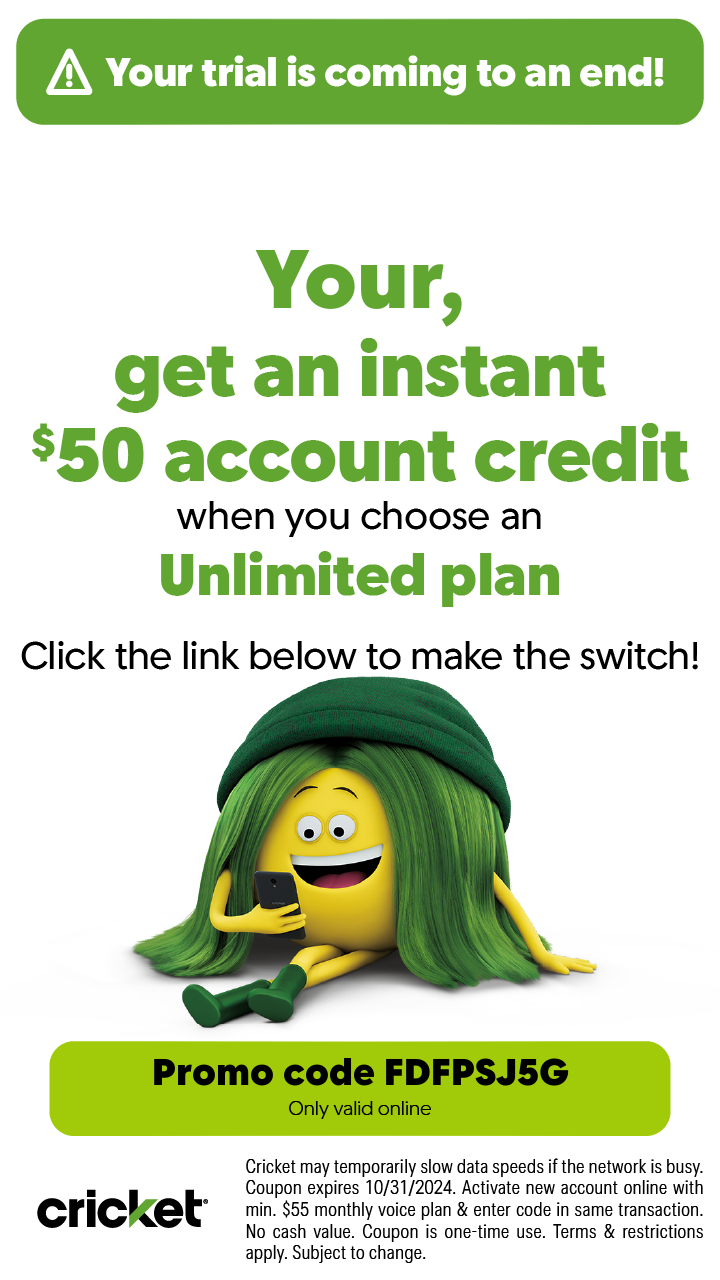 Your trial is coming to an end!
Your,
get an instant
$50 account credit
when you choose an
Unlimited plan
Click the link below to make the switch!
Promo code FDFPSJ5G
Only valid online
cricket
Cricket may temporarily slow data speeds if the network is busy.
Coupon expires 10/31/2024. Activate new account online with
min. $55 monthly voice plan & enter code in same transaction.
No cash value. Coupon is one-time use. Terms & restrictions
apply. Subject to change.